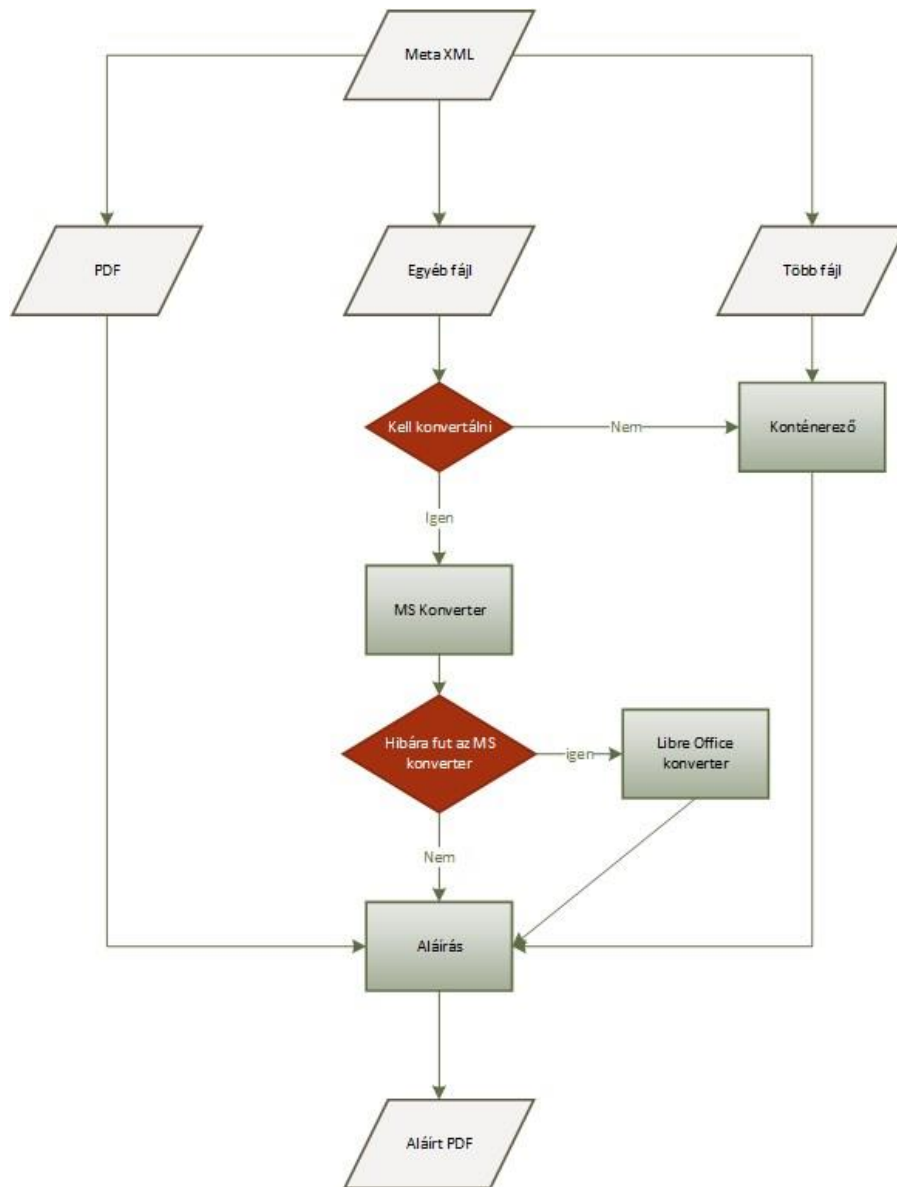 Meta XML
PDF
Egyéb fájl
Több fájl
Kell konvertálni
Nem
Konténerező
Igen
MS Konverter
Hibára fut az MS
konverter
igen
Libre Office
konverter
Nem
Aláírás
Aláírt PDF